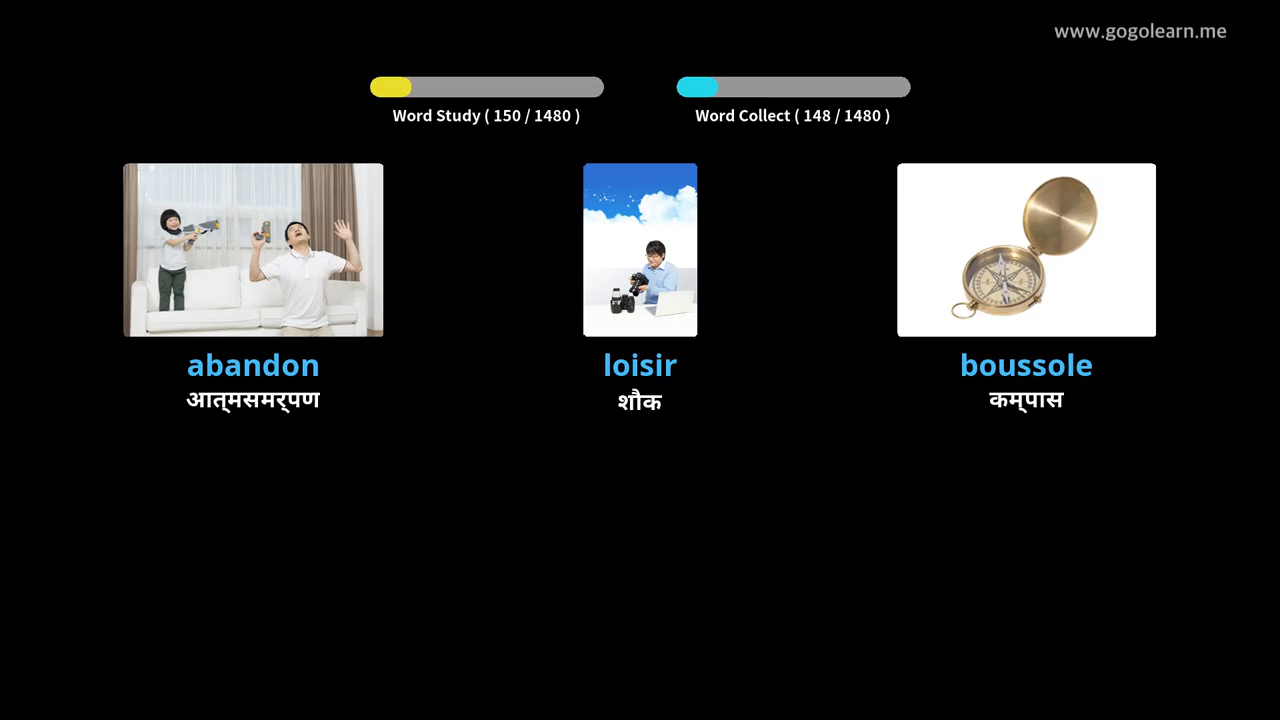 www.gogolearn.me
Word Study ( 150 / 1480 )
Word Collect ( 148 / 1480 )
abandon
आत्मसमर्पण
loisir
शौक
boussole
कम्पास